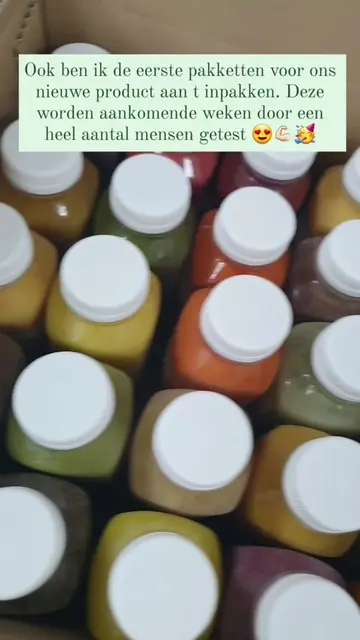 Ook ben ik de eerste pakketten voor ons
nieuwe product aan t inpakken. Deze
worden aankomende weken door een
heel aantal mensen getest 😍💪🏻🥳